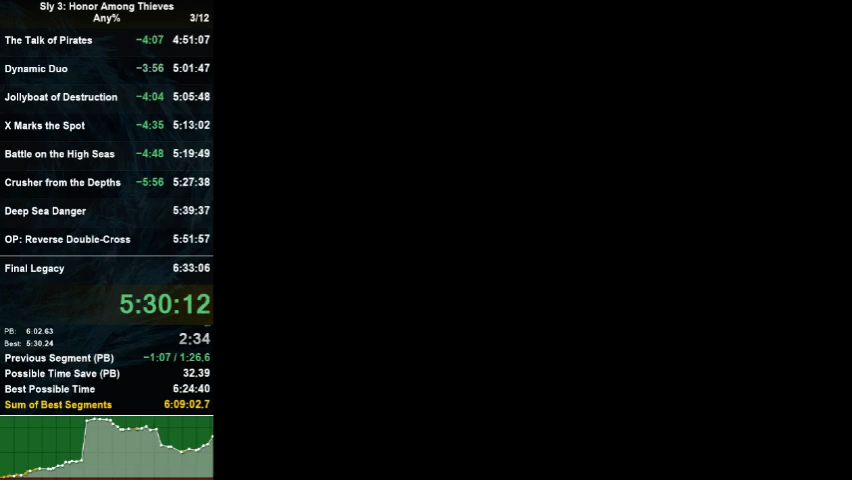 Sly 3: Honor Among Thieves
Any% 3/12
The Talk of Pirates −4:07 4:51:07
Dynamic Duo −3:56 5:01:47
Jollyboat of Destruction −4:04 5:05:48
X Marks the Spot −4:35 5:13:02
Battle on the High Seas −4:48 5:19:49
Crusher from the Depths −5:56 5:27:38
Deep Sea Danger 5:39:37
OP: Reverse Double-Cross 5:51:57
Final Legacy 6:33:06
5:30:12
PB: 6:02.63
Best: 5:30.24
2:34
Previous Segment (PB) −1:07 / 1:26.6
Possible Time Save (PB) 32.39
Best Possible Time 6:24:40
Sum of Best Segments 6:09:02.7